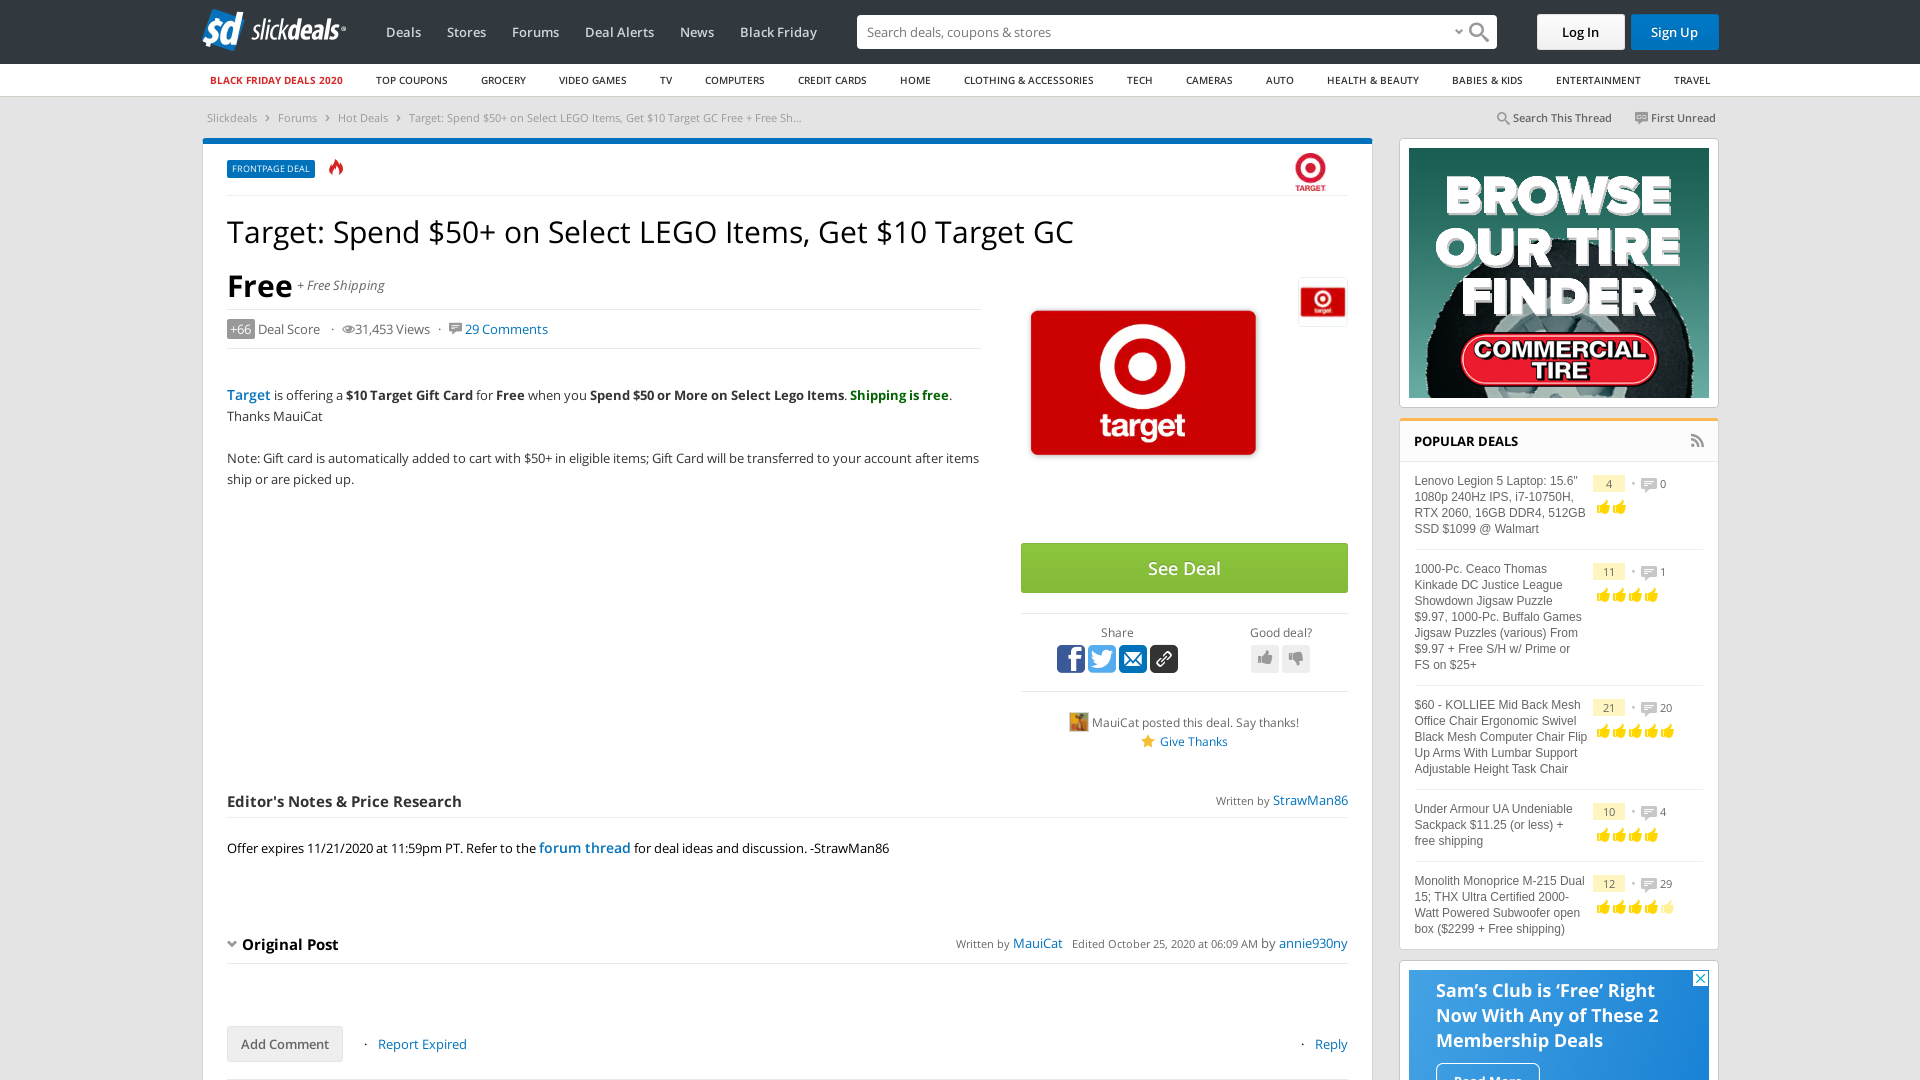 sd slickdeals
Deals Stores Forums Deal Alerts News Black Friday
Search deals, coupons & shops
Log In
Sign Up
BLACK FRIDAY DEALS 2020 TOP COUPONS GROCERY VIDEO GAMES TV COMPUTERS CREDIT CARDS HOME CLOTHING & ACCESSORIES TECH CAMERAS AUTO HEALTH & BEAUTY BABIES & KIDS ENTERTAINMENT TRAVEL
Slickdeals › Forums › Hot Deals › Target: Spend $50+ on Select LEGO Items, Get $10 Target GC Free + Free Sh...
Search This Thread
First Unread
FRONTPAGE DEAL
TARGET
Target: Spend $50+ on Select LEGO Items, Get $10 Target GC
Free + Free Shipping
+66 Deal Score · 31,453 Views · 29 Comments
Target is offering a $10 Target Gift Card for Free when you Spend $50 or More on Select Lego Items. Shipping is free.
Thanks MauiCat
Note: Gift card is automatically added to cart with $50+ in eligible items; Gift Card will be transferred to your account after items
ship or are picked up.
target
target
See Deal
Share
Good deal?
MauiCat posted this deal. Say thanks!
Give Thanks
Editor's Notes & Price Research
Written by StrawMan86
Offer expires 11/21/2020 at 11:59pm PT. Refer to the forum thread for deal ideas and discussion. -StrawMan86
Original Post
Written by MauiCat Edited October 25, 2020 at 06:09 AM by annie930ny
Add Comment
· Report Expired
· Reply
BROWSE
OUR TIRE
FINDER
COMMERCIAL
TIRE
POPULAR DEALS
Lenovo Legion 5 Laptop: 15.6"
1080p 240Hz IPS, i7-10750H,
RTX 2060, 16GB DDR4, 512GB
SSD $1099 @ Walmart
4 • 0
1000-Pc. Ceaco Thomas
Kinkade DC Justice League
Showdown Jigsaw Puzzle
$9.97, 1000-Pc. Buffalo Games
Jigsaw Puzzles (various) From
$9.97 + Free S/H w/ Prime or
FS on $25+
11 • 1
$60 - KOLLIEE Mid Back Mesh
Office Chair Ergonomic Swivel
Black Mesh Computer Chair Flip
Up Arms With Lumbar Support
Adjustable Height Task Chair
21 • 20
Under Armour UA Undeniable
Sackpack $11.25 (or less) +
free shipping
10 • 4
Monolith Monoprice M-215 Dual
15; THX Ultra Certified 2000-
Watt Powered Subwoofer open
box ($2299 + Free shipping)
12 • 29
Sam's Club is 'Free' Right
Now With Any of These 2
Membership Deals
Read More